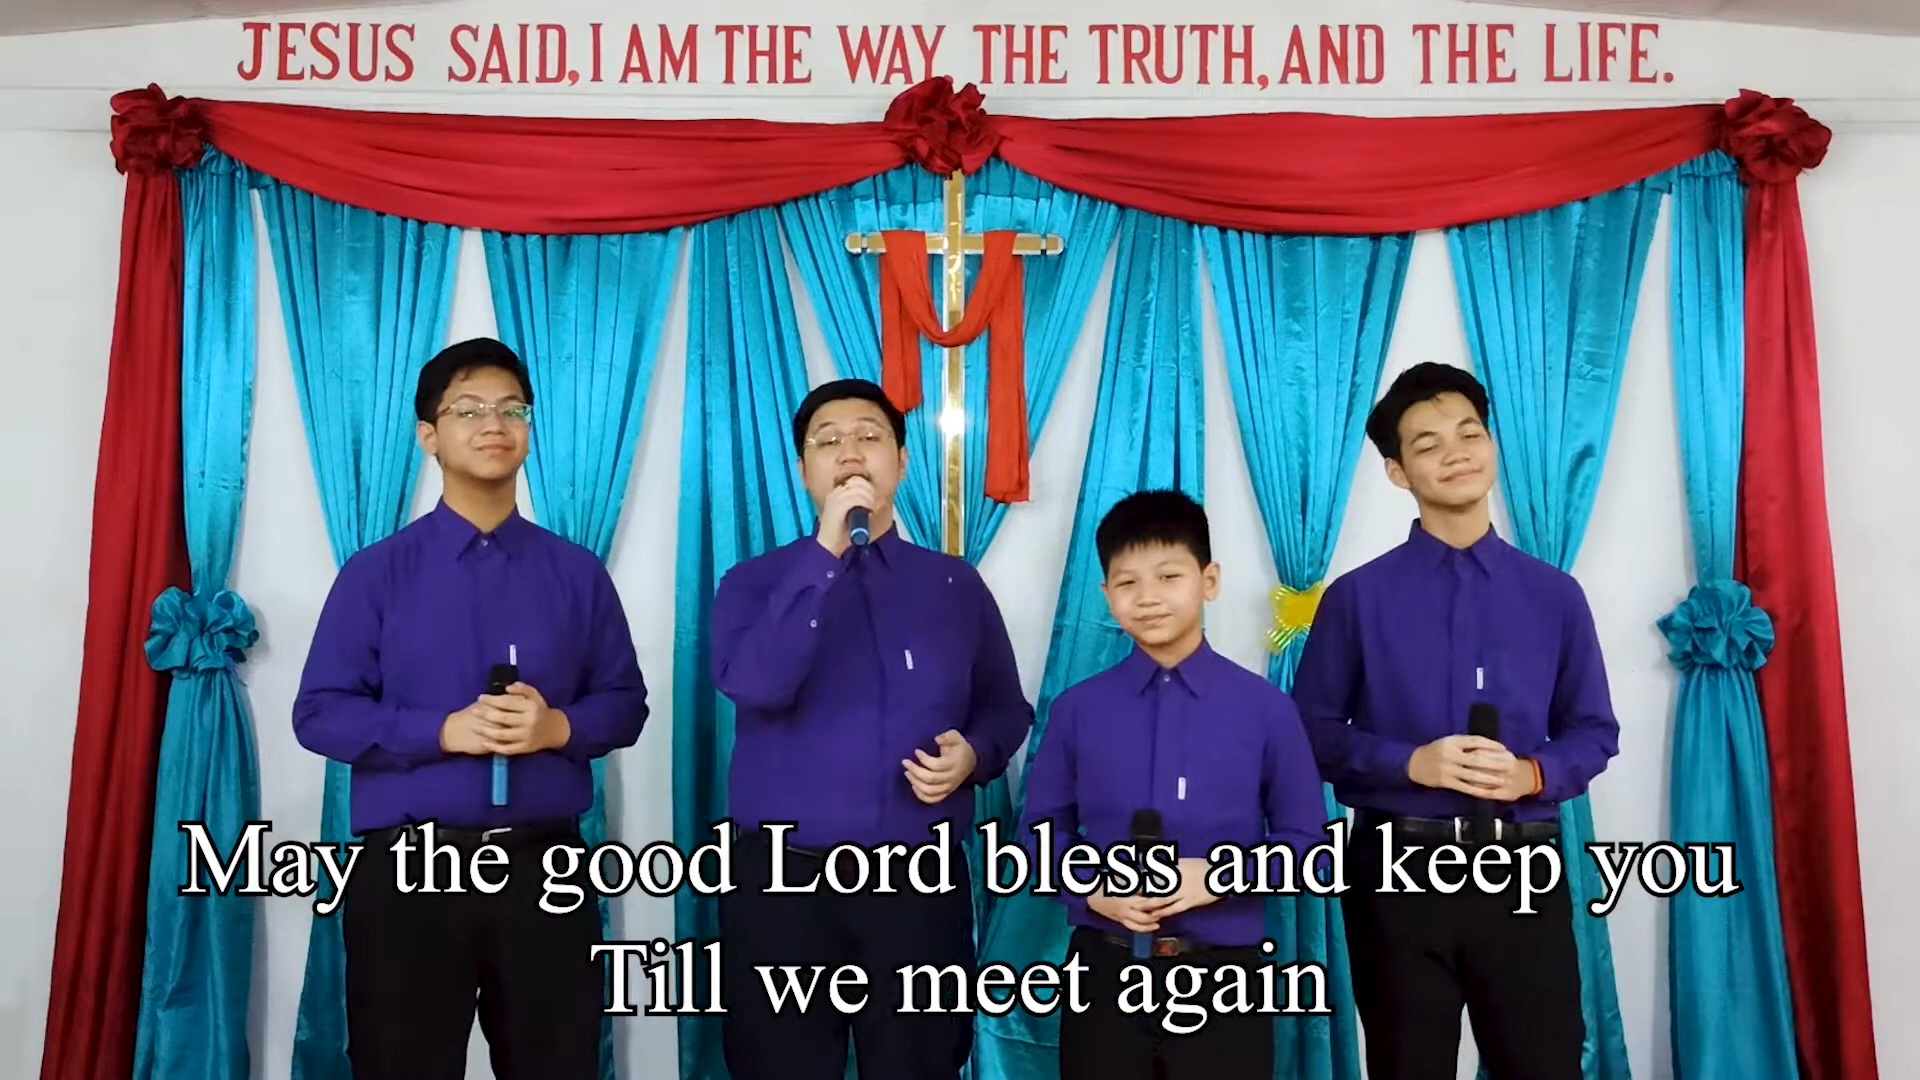 JESUS SAID, I AM THE WAY, THE TRUTH, AND THE LIFE.
May the good Lord bless and keep you
Till we meet again